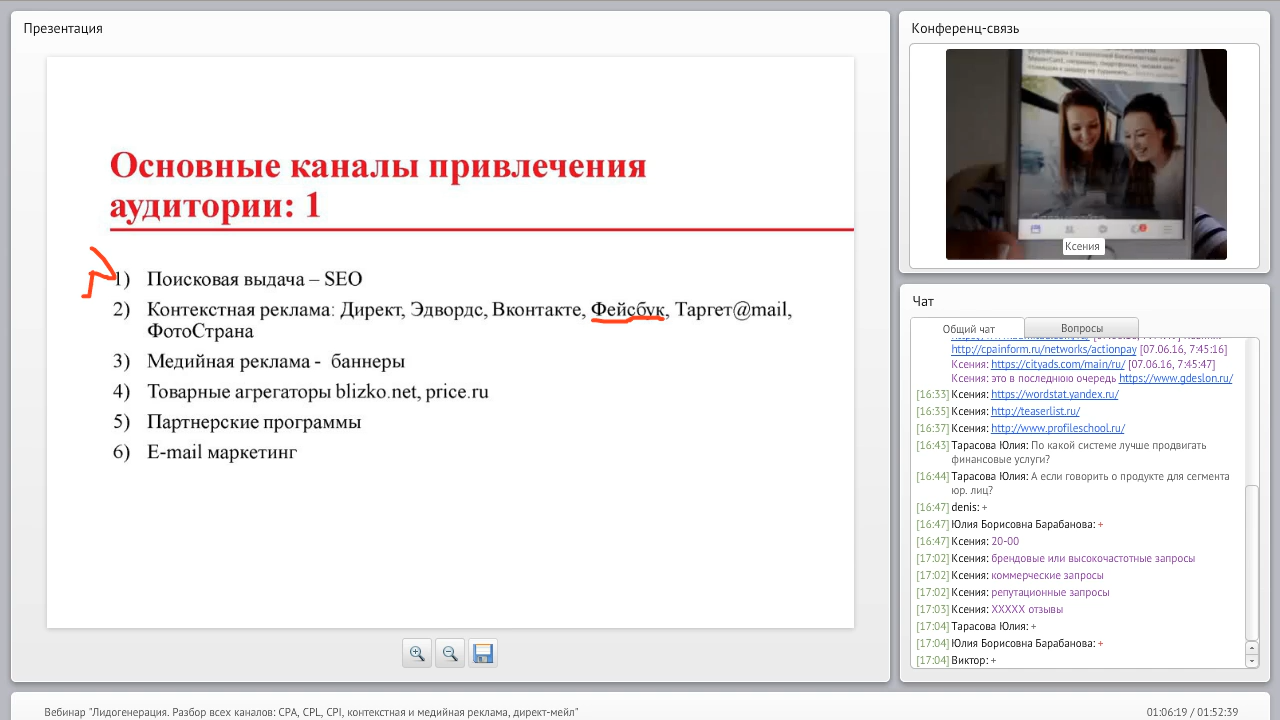 Презентация
Основные каналы привлечения
аудитории: 1
1) Поисковая выдача – SEO
2) Контекстная реклама: Директ, Эдвордс, Вконтакте, Фейсбук, Таргет@mail,
ФотоСтрана
3) Медийная реклама - баннеры
4) Товарные агрегаторы blizko.net, price.ru
5) Партнерские программы
6) E-mail маркетинг
Конференц-связь
Ксения
Чат
Общий чат
Вопросы
http://cpainform.ru/networks/actionpay [07.06.16, 7:45:16]
Ксения: https://cityads.com/main/ru/ [07.06.16, 7:45:47]
Ксения: это в последнюю очередь https://www.gdeslon.ru/
[16:33] Ксения: https://wordstat.yandex.ru/
[16:35] Ксения: http://teaserlist.ru/
[16:37] Ксения: http://www.profileschool.ru/
[16:43] Тарасова Юлия: По какой системе лучше продвигать
финансовые услуги?
[16:44] Тарасова Юлия: А если говорить о продукте для сегмента
юр. лиц?
[16:47] denis: +
[16:47] Юлия Борисовна Барабанова: +
[16:47] Ксения: 20-00
[17:02] Ксения: брендовые или высокочастотные запросы
[17:02] Ксения: коммерческие запросы
[17:02] Ксения: репутационные запросы
[17:03] Ксения: XXXXX отзывы
[17:04] Тарасова Юлия: +
[17:04] Юлия Борисовна Барабанова: +
[17:04] Виктор: +
Вебинар "Лидогенерация. Разбор всех каналов: CPA, CPL, CPI, контекстная и медийная реклама, директ-мейл"
01:06:19 / 01:52:39